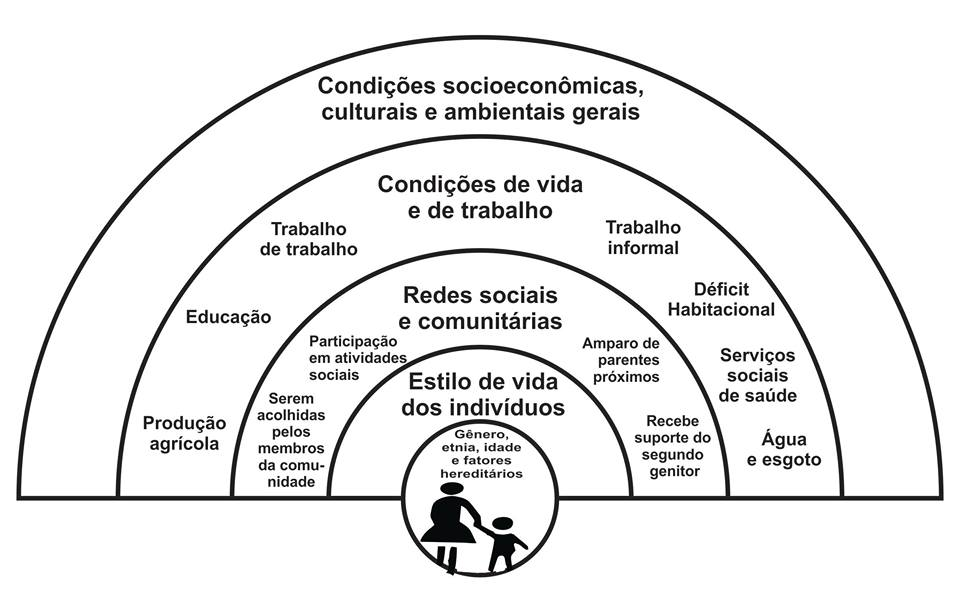 Condições socioeconômicas,
culturais e ambientais gerais
Condições de vida
e de trabalho
Trabalho
de trabalho
Trabalho
informal
Educação
Déficit
Habitacional
Produção
agrícola
Serviços
sociais
de saúde
Água
e esgoto
Redes sociais
e comunitárias
Participação
em atividades
sociais
Amparo de
parentes
próximos
Serem
acolhidas
pelos
membros
da comu-
nidade
Recebe
suporte do
segundo
genitor
Estilo de vida
dos indivíduos
Gênero,
etnia, idade
e fatores
hereditários